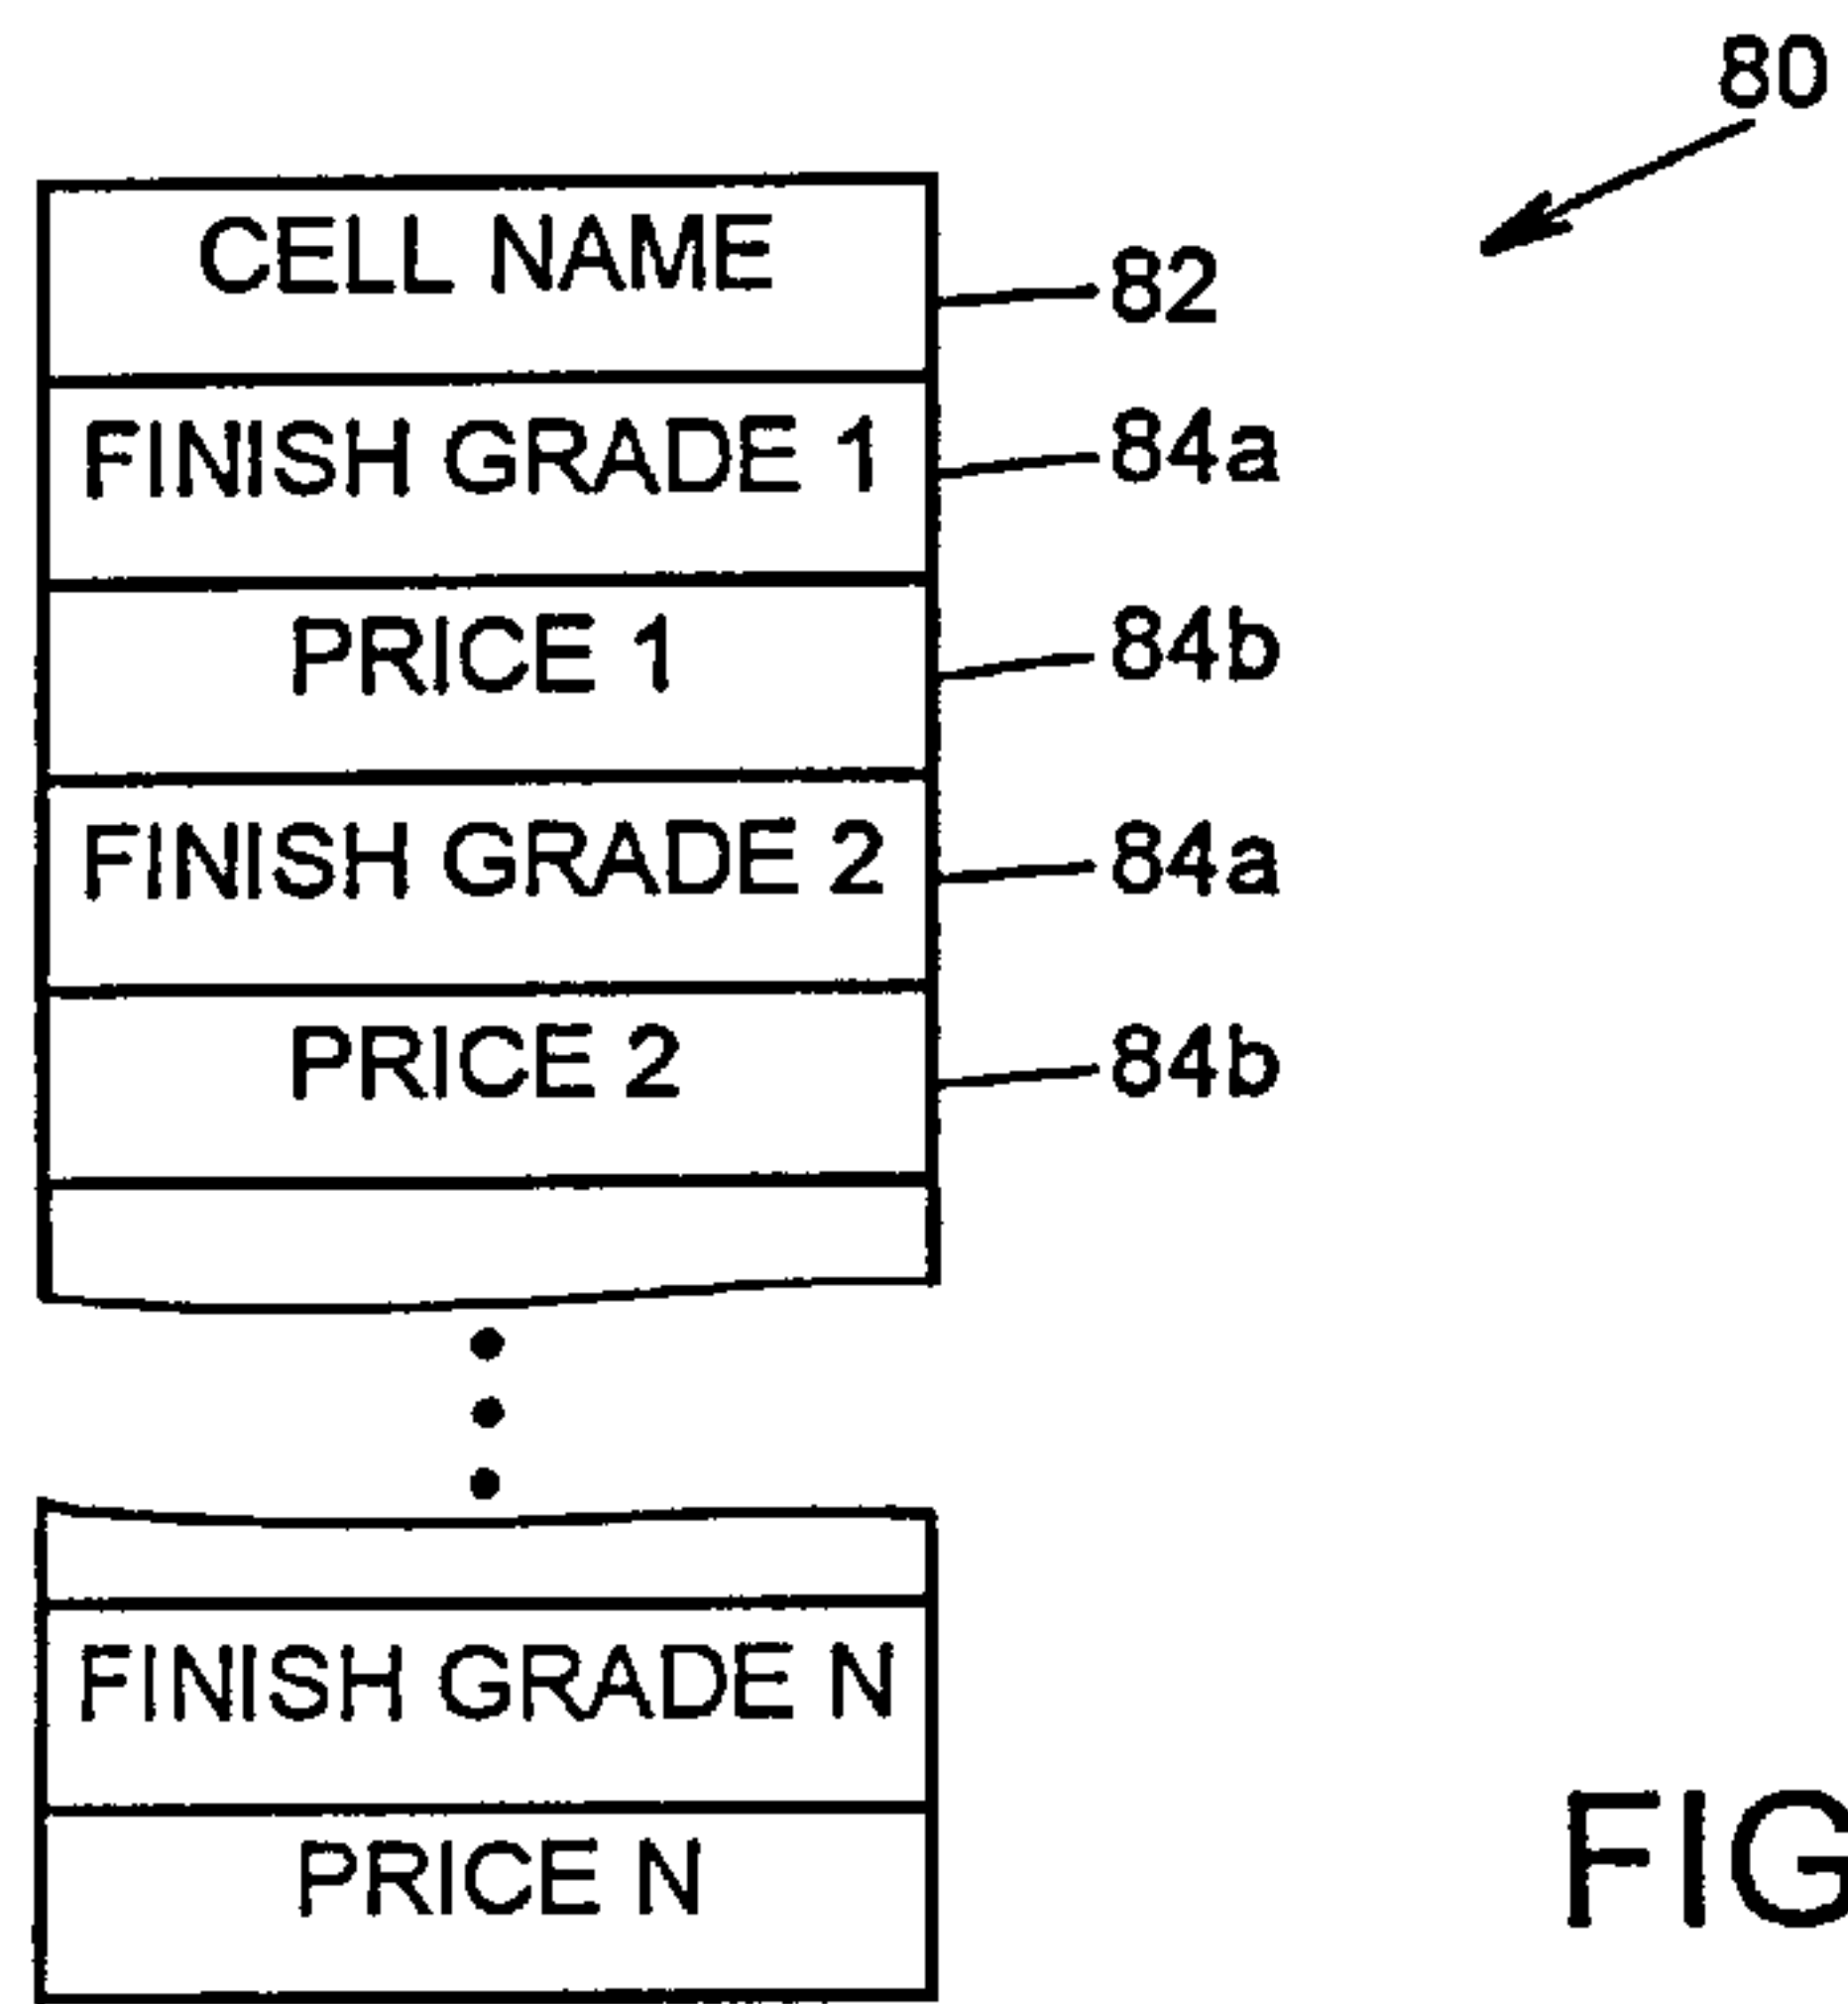 80
CELL NAME
82
FINISH GRADE 1
84a
PRICE 1
84b
FINISH GRADE 2
84a
PRICE 2
84b
FINISH GRADE N
PRICE N
FIG